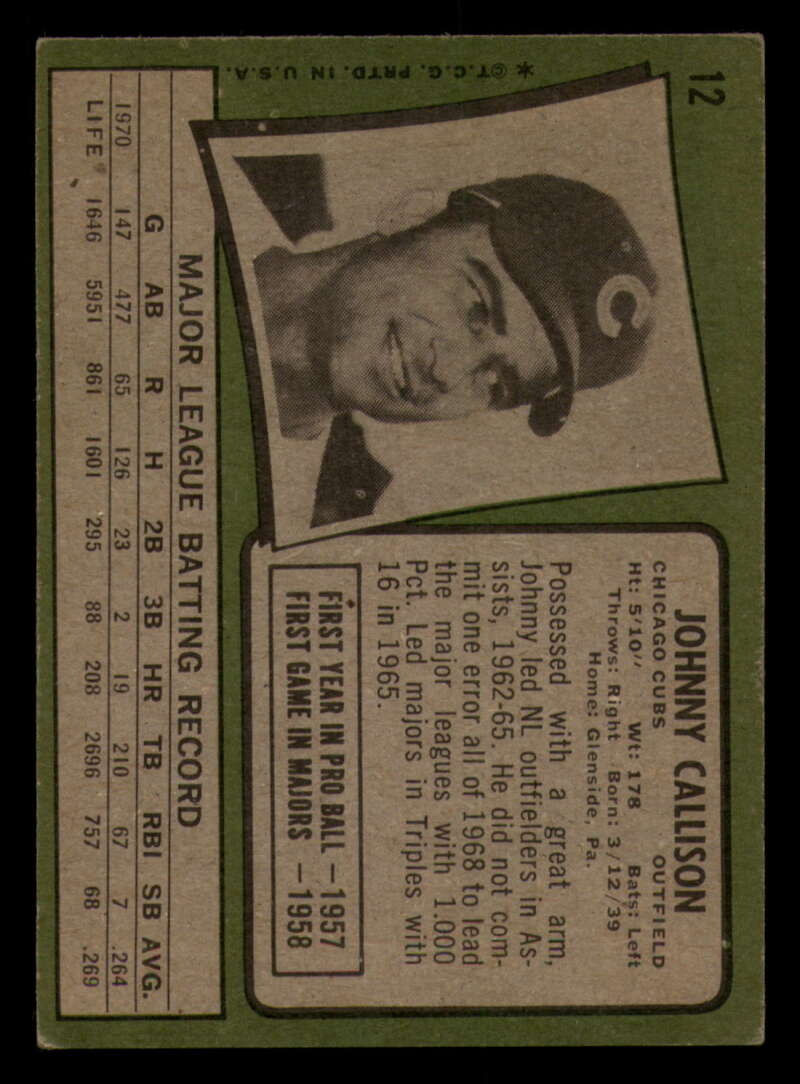 12
*©T.C.G. PRTD. IN U.S.A.
C
JOHNNY CALLISON
CHICAGO CUBS OUTFIELD
Ht: 5'10" Wt: 178 Bats: Left
Throws: Right Born: 3/12/39
Home: Glenside, Pa.
Possessed with a great arm,
Johnny led NL outfielders in As-
sists, 1962-65. He did not com-
mit one error all of 1968 to lead
the major leagues with 1.000
Pct. Led majors in Triples with
16 in 1965.
FIRST YEAR IN PRO BALL – 1957
FIRST GAME IN MAJORS – 1958
MAJOR LEAGUE BATTING RECORD
G AB R H 2B 3B HR TB RBI SB AVG.
1970 147 477 65 126 23 2 19 210 67 7 .264
LIFE 1646 5951 861 1601 295 88 208 2696 757 68 .269